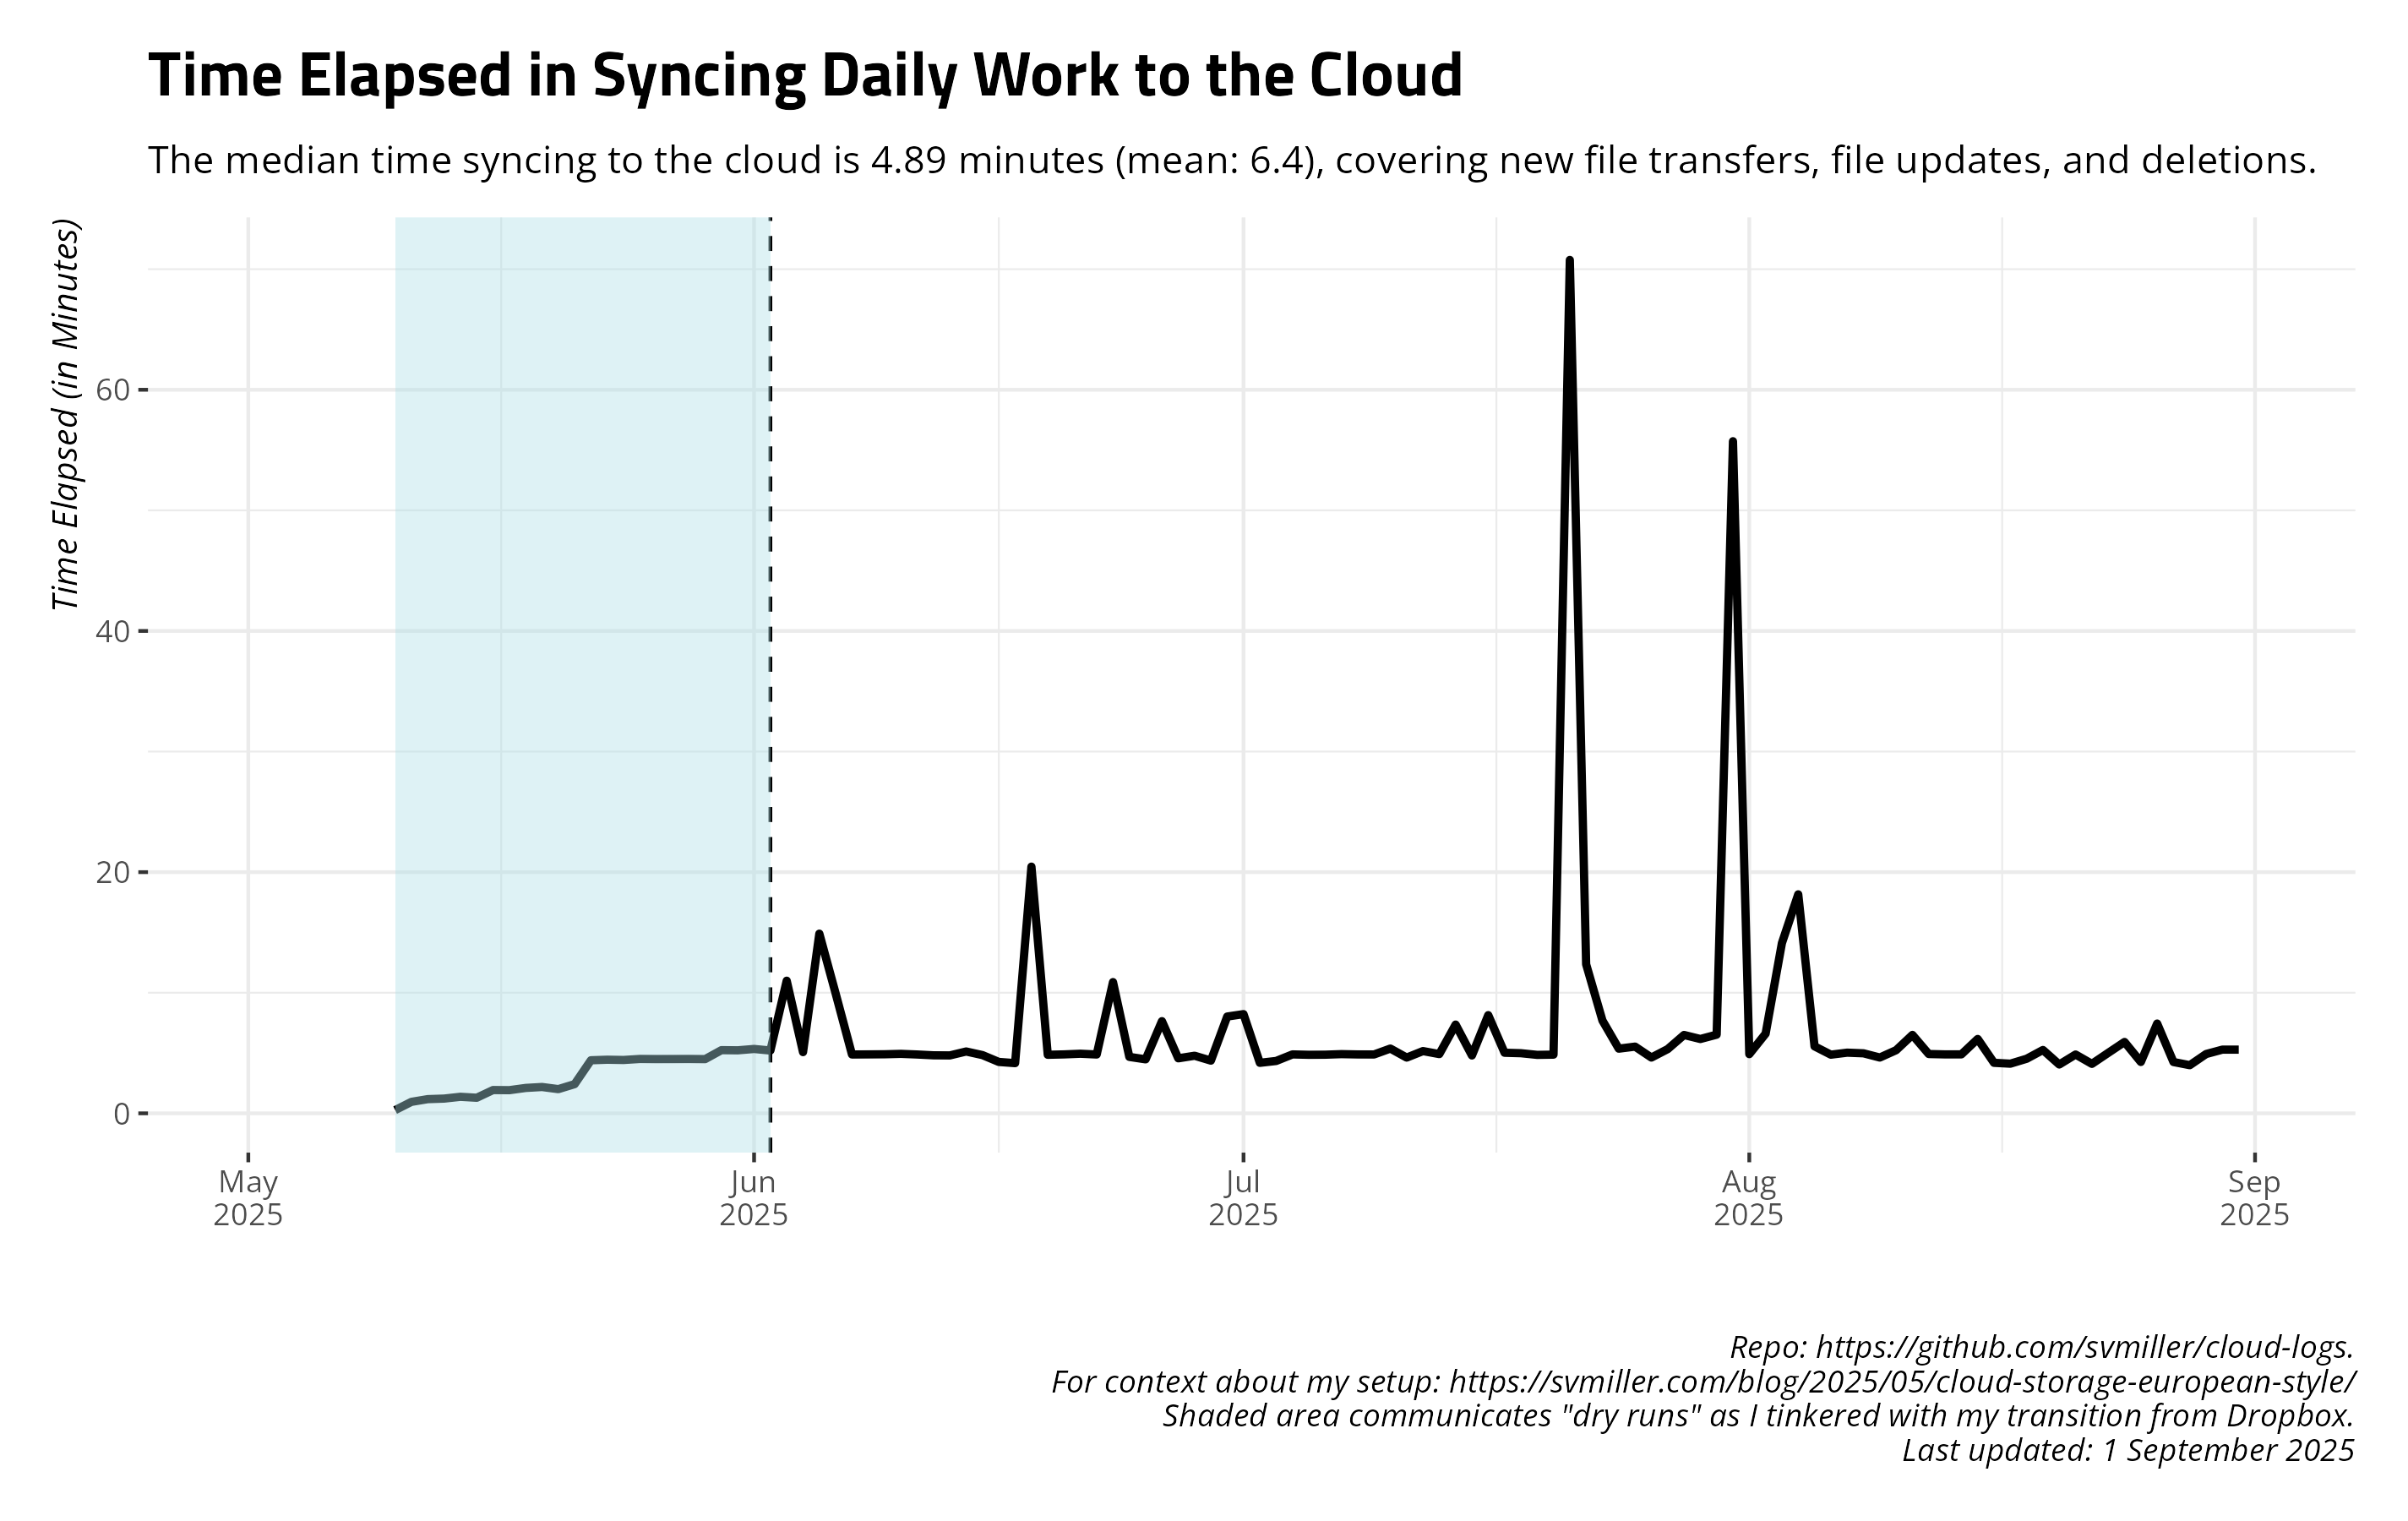 Time Elapsed in Syncing Daily Work to the Cloud
The median time syncing to the cloud is 4.89 minutes (mean: 6.4), covering new file transfers, file updates, and deletions.
Time Elapsed (in Minutes)
60
40
20
0
May
2025
Jun
2025
Jul
2025
Aug
2025
Sep
2025
Repo: https://github.com/svmiller/cloud-logs.
For context about my setup: https://svmiller.com/blog/2025/05/cloud-storage-european-style/
Shaded area communicates "dry runs" as I tinkered with my transition from Dropbox.
Last updated: 1 September 2025